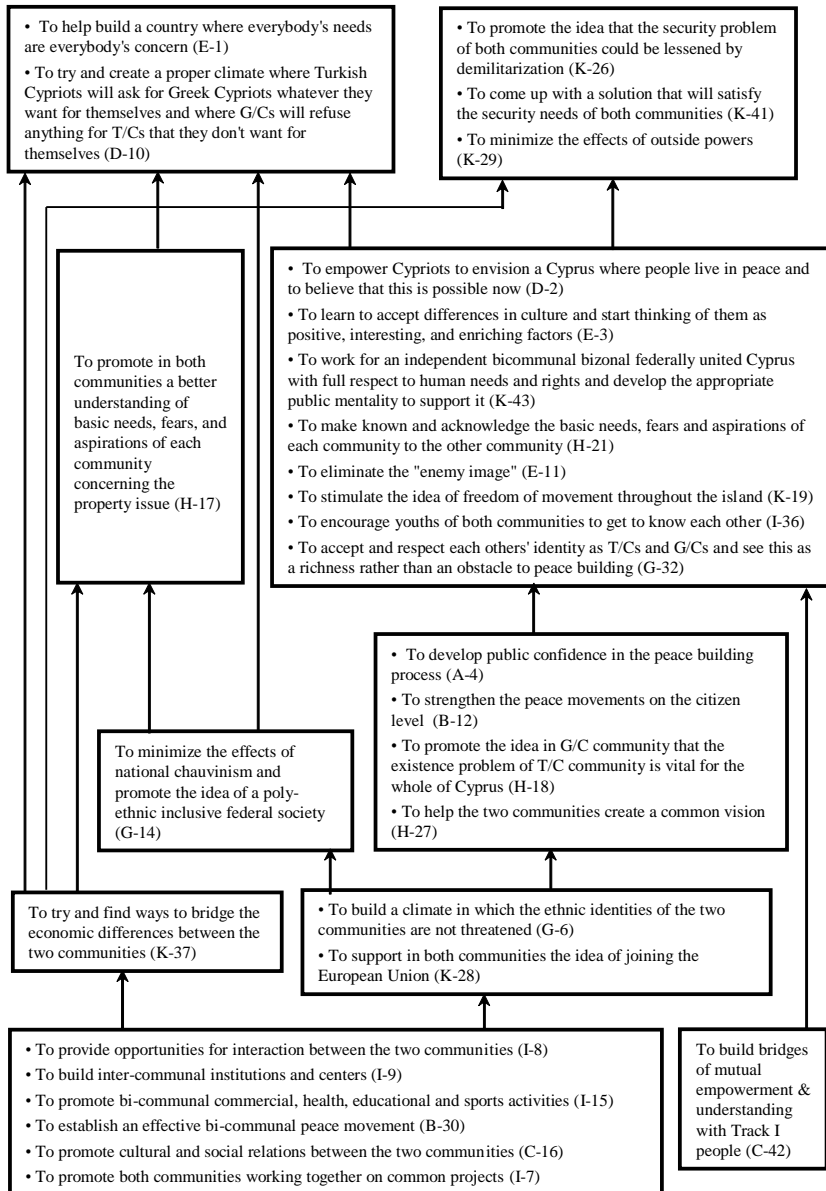 • To help build a country where everybody's needs
are everybody's concern (E-1)
• To try and create a proper climate where Turkish
Cypriots will ask for Greek Cypriots whatever they
want for themselves and where G/Cs will refuse
anything for T/Cs that they don't want for
themselves (D-10)
• To promote the idea that the security problem
of both communities could be lessened by
demilitarization (K-26)
• To come up with a solution that will satisfy
the security needs of both communities (K-41)
• To minimize the effects of outside powers
(K-29)
To promote in both
communities a better
understanding of
basic needs, fears, and
aspirations of each
community
concerning the
property issue (H-17)
• To empower Cypriots to envision a Cyprus where people live in peace and
to believe that this is possible now (D-2)
• To learn to accept differences in culture and start thinking of them as
positive, interesting, and enriching factors (E-3)
• To work for an independent bicommunal bizonal federally united Cyprus
with full respect to human needs and rights and develop the appropriate
public mentality to support it (K-43)
• To make known and acknowledge the basic needs, fears and aspirations of
each community to the other community (H-21)
• To eliminate the "enemy image" (E-11)
• To stimulate the idea of freedom of movement throughout the island (K-19)
• To encourage youths of both communities to get to know each other (I-36)
• To accept and respect each others' identity as T/Cs and G/Cs and see this as
a richness rather than an obstacle to peace building (G-32)
• To develop public confidence in the peace building
process (A-4)
• To strengthen the peace movements on the citizen
level (B-12)
• To promote the idea in G/C community that the
existence problem of T/C community is vital for the
whole of Cyprus (H-18)
• To help the two communities create a common vision
(H-27)
To minimize the effects of
national chauvinism and
promote the idea of a poly-
ethnic inclusive federal society
(G-14)
To try and find ways to bridge the
economic differences between the
two communities (K-37)
• To build a climate in which the ethnic identities of the two
communities are not threatened (G-6)
• To support in both communities the idea of joining the
European Union (K-28)
• To provide opportunities for interaction between the two communities (I-8)
• To build inter-communal institutions and centers (I-9)
• To promote bi-communal commercial, health, educational and sports activities (I-15)
• To establish an effective bi-communal peace movement (B-30)
• To promote cultural and social relations between the two communities (C-16)
• To promote both communities working together on common projects (I-7)
To build bridges
of mutual
empowerment &
understanding
with Track I
people (C-42)